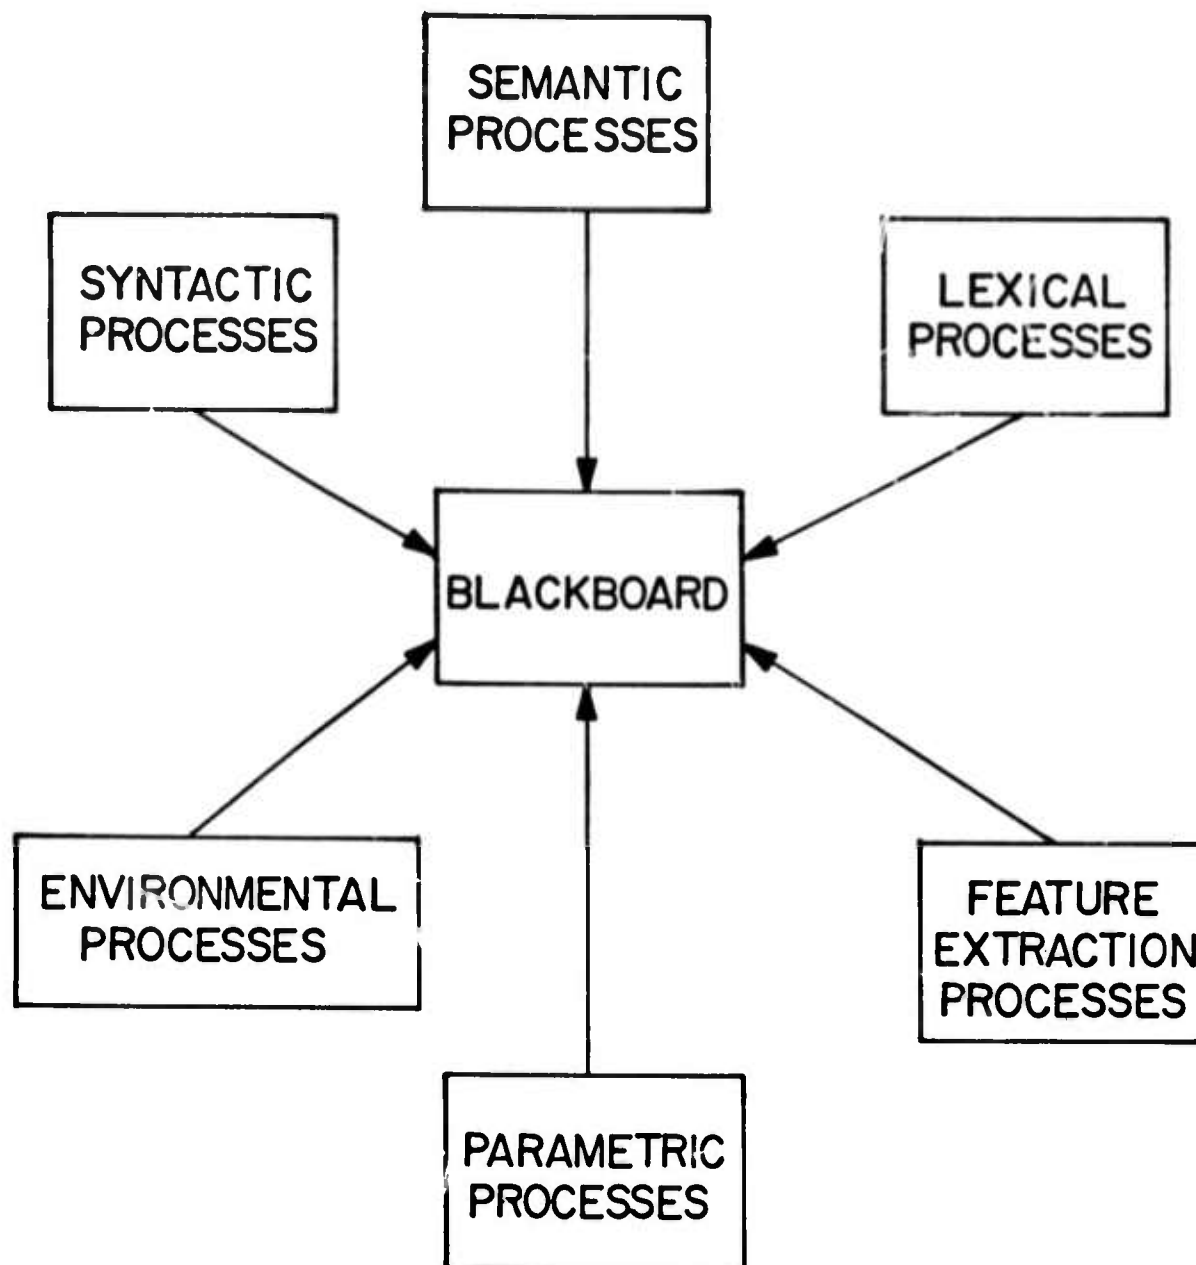 SEMANTIC
PROCESSES
SYNTACTIC
PROCESSES
LEXICAL
PROCESSES
BLACKBOARD
ENVIRONMENTAL
PROCESSES
FEATURE
EXTRACTION
PROCESSES
PARAMETRIC
PROCESSES